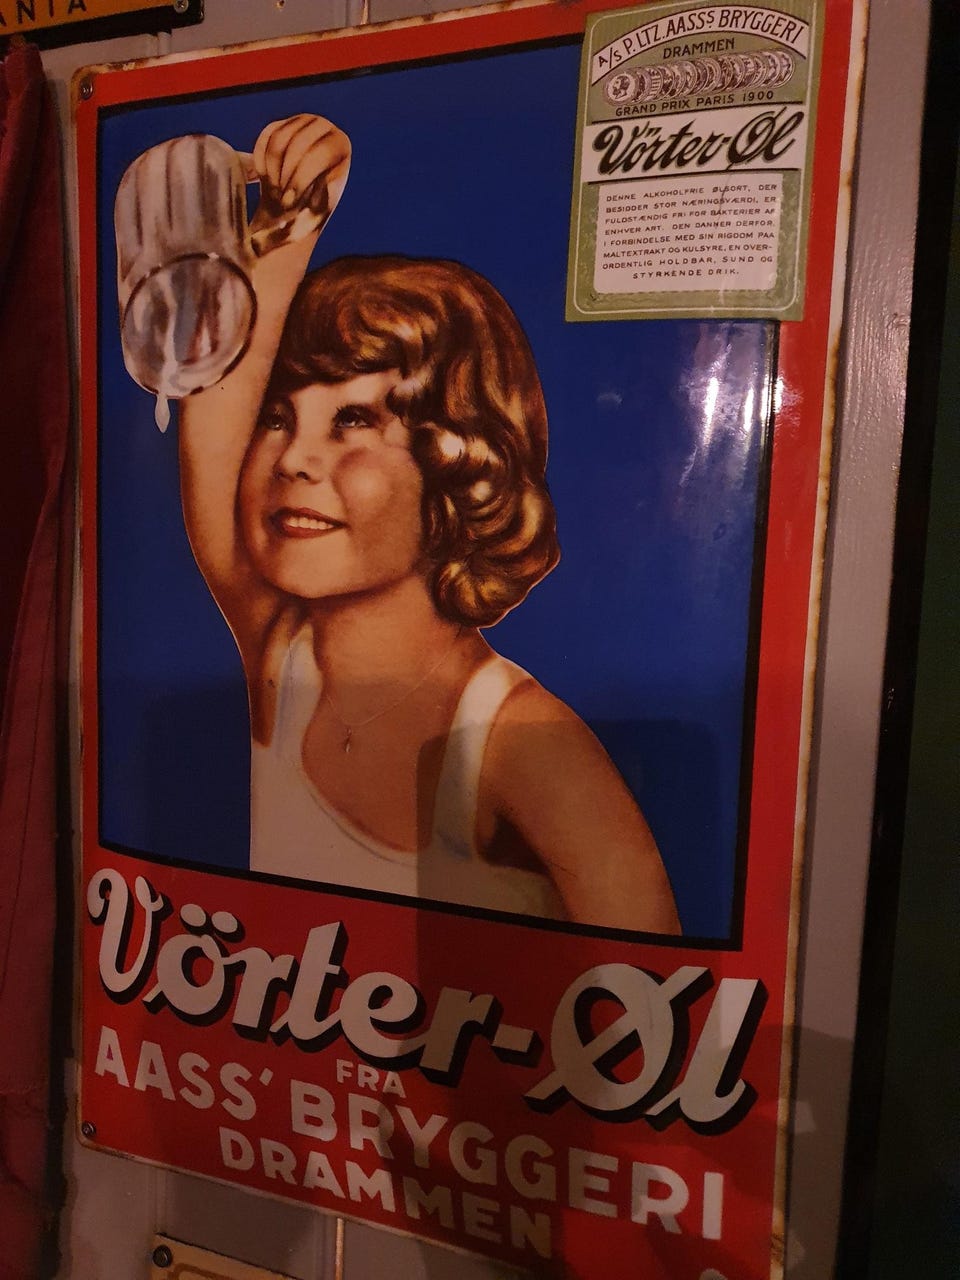 ANIA
A/S P. LTZ. AASSS BRYGGERI
DRAMMEN
GRAND PRIX PARIS 1900
Vörter-Øl
DENNE ALKOHOLFRIE ØLSORT, DER
BESIDDER STOR NÆRINGSVÆRDI, ER
FULDSTÆNDIG FRI FOR BAKTERIER AF
ENHVER ART. DEN DANNER DERFOR,
I FORBINDELSE MED SIN RIGDOM PAA
MALTEXTRAKT OG KULSYRE, EN OVER-
ORDENTLIG HOLDBAR, SUND OG
STYRKENDE DRIK.
Vörter-Øl
FRA
AASS' BRYGGERI
DRAMMEN